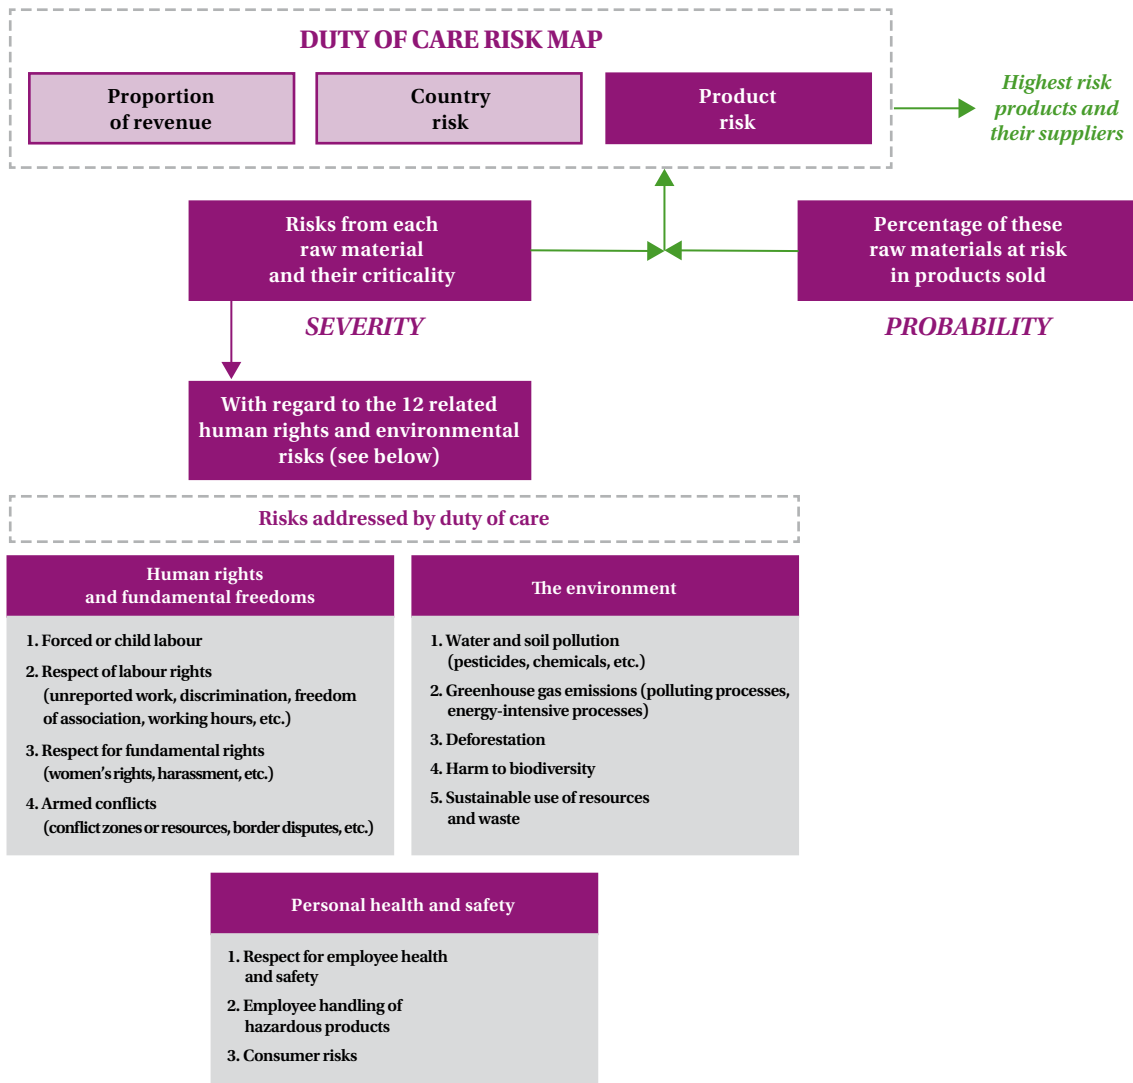 DUTY OF CARE RISK MAP
Proportion
of revenue
Country
risk
Product
risk
Highest risk
products and
their suppliers
Risks from each
raw material
and their criticality
Percentage of these
raw materials at risk
in products sold
SEVERITY
PROBABILITY
With regard to the 12 related
human rights and environmental
risks (see below)
Risks addressed by duty of care
Human rights
and fundamental freedoms
1. Forced or child labour
2. Respect of labour rights
(unreported work, discrimination, freedom
of association, working hours, etc.)
3. Respect for fundamental rights
(women's rights, harassment, etc.)
4. Armed conflicts
(conflict zones or resources, border disputes, etc.)
The environment
1. Water and soil pollution
(pesticides, chemicals, etc.)
2. Greenhouse gas emissions (polluting processes,
energy-intensive processes)
3. Deforestation
4. Harm to biodiversity
5. Sustainable use of resources
and waste
Personal health and safety
1. Respect for employee health
and safety
2. Employee handling of
hazardous products
3. Consumer risks